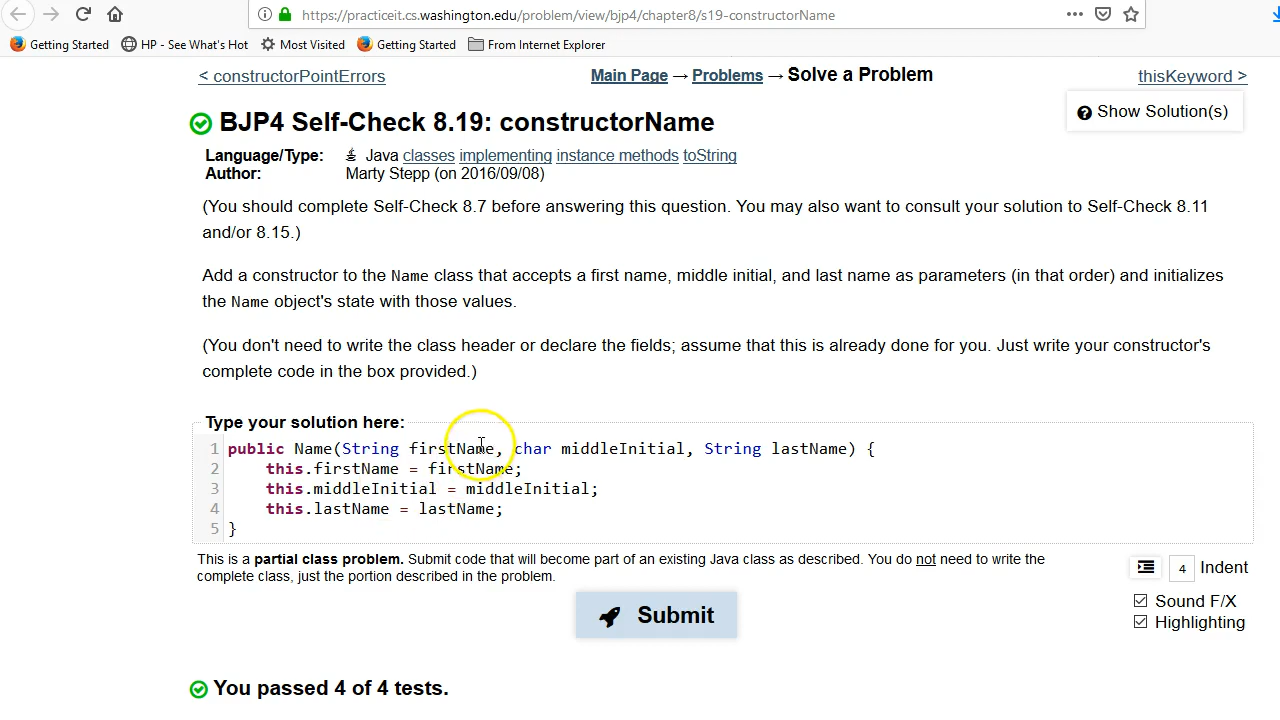 https://practiceit.cs.washington.edu/problem/view/bjp4/chapter8/s19-constructorName
Getting Started HP - See What's Hot Most Visited Getting Started From Internet Explorer
< constructorPointErrors Main Page → Problems → Solve a Problem thisKeyword >
Show Solution(s)
BJP4 Self-Check 8.19: constructorName
Language/Type: Java classes implementing instance methods toString
Author: Marty Stepp (on 2016/09/08)
(You should complete Self-Check 8.7 before answering this question. You may also want to consult your solution to Self-Check 8.11
and/or 8.15.)
Add a constructor to the Name class that accepts a first name, middle initial, and last name as parameters (in that order) and initializes
the Name object's state with those values.
(You don't need to write the class header or declare the fields; assume that this is already done for you. Just write your constructor's
complete code in the box provided.)
Type your solution here:
1 public Name(String firstName, char middleInitial, String lastName) {
2 this.firstName = firstName;
3 this.middleInitial = middleInitial;
4 this.lastName = lastName;
5 }
This is a partial class problem. Submit code that will become part of an existing Java class as described. You do not need to write the
complete class, just the portion described in the problem.
4 Indent
Sound F/X
Highlighting
Submit
You passed 4 of 4 tests.